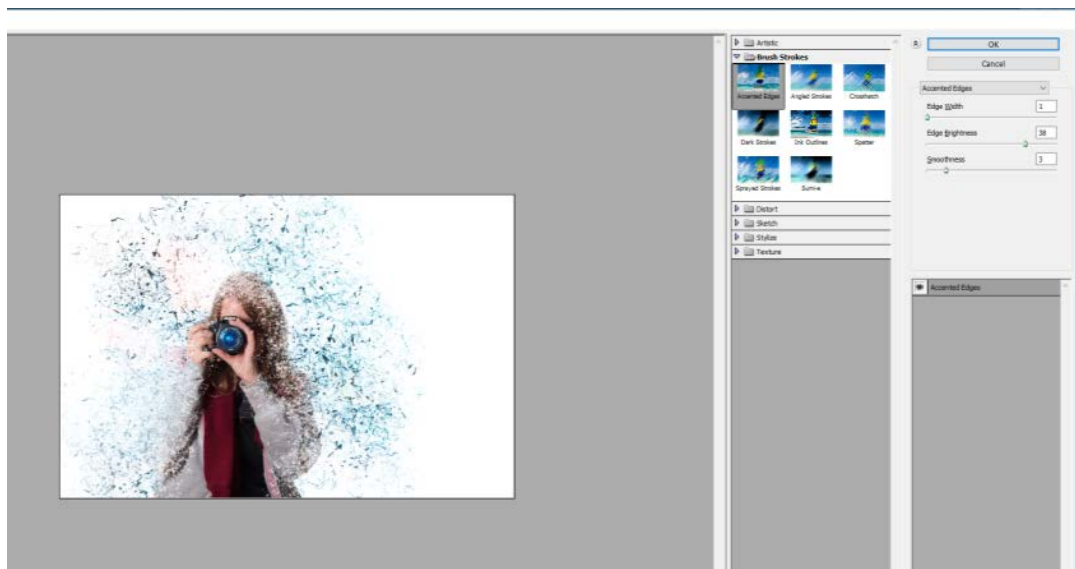 Artistic
Brush Strokes
Accented Edges
Angled Strokes
Crosshatch
Dark Strokes
Ink Outlines
Spatter
Sprayed Strokes
Sumi-e
Distort
Sketch
Stylize
Texture
OK
Cancel
Accented Edges
Edge Width 1
Edge Brightness 38
Smoothness 3
Accented Edges